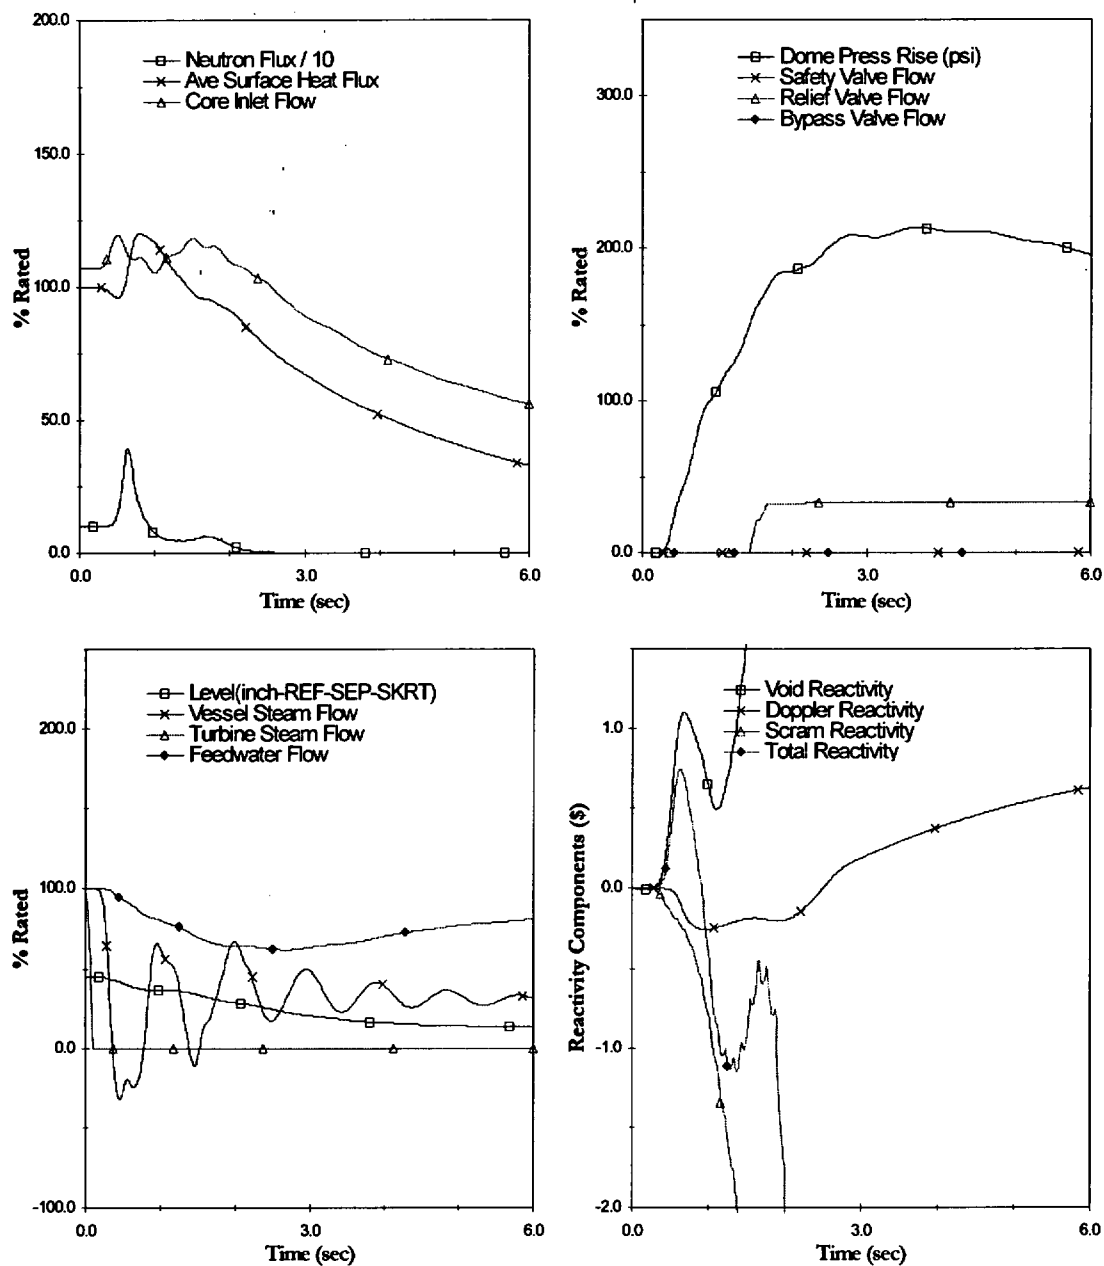 200.0
Neutron Flux / 10
Ave Surface Heat Flux
Core Inlet Flow
150.0
100.0
50.0
0.0
% Rated
0.0
3.0
6.0
Time (sec)
300.0
Dome Press Rise (psi)
Safety Valve Flow
Relief Valve Flow
Bypass Valve Flow
200.0
100.0
0.0
% Rated
0.0
3.0
6.0
Time (sec)
Level(inch-REF-SEP-SKRT)
Vessel Steam Flow
Turbine Steam Flow
Feedwater Flow
200.0
100.0
0.0
-100.0
% Rated
0.0
3.0
6.0
Time (sec)
Void Reactivity
Doppler Reactivity
Scram Reactivity
Total Reactivity
1.0
0.0
-1.0
-2.0
Reactivity Components ($)
0.0
3.0
6.0
Time (sec)